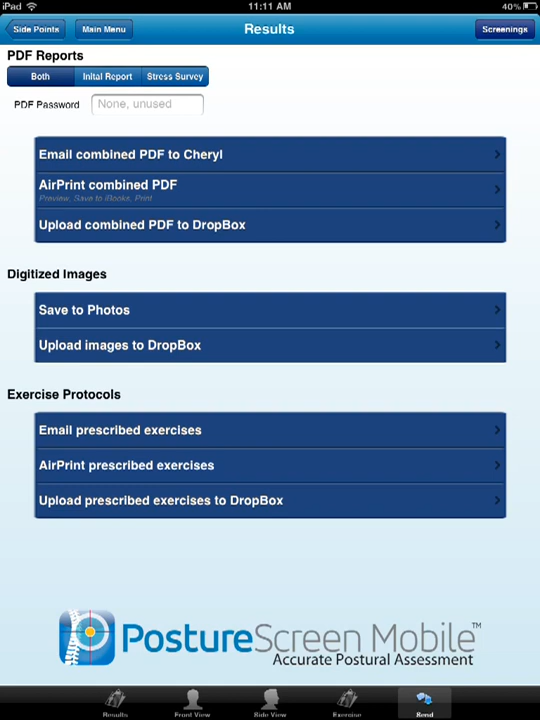 iPad 11:11 AM 40%
Side Points Main Menu Results Screenings
PDF Reports
Both Inital Report Stress Survey
PDF Password None, unused
Email combined PDF to Cheryl
AirPrint combined PDF
Preview, Save to iBooks, Print
Upload combined PDF to DropBox
Digitized Images
Save to Photos
Upload images to DropBox
Exercise Protocols
Email prescribed exercises
AirPrint prescribed exercises
Upload prescribed exercises to DropBox
PostureScreen Mobile™
Accurate Postural Assessment
Results Front View Side View Exercise Send